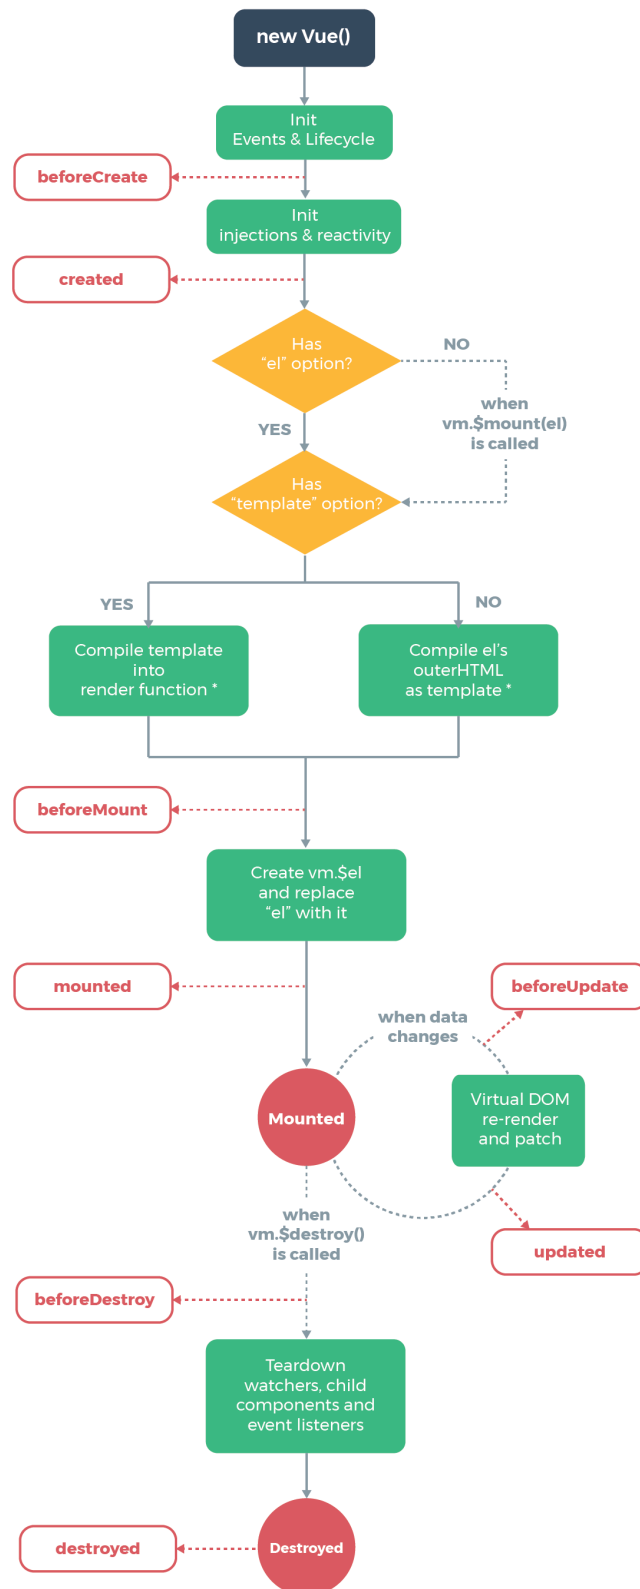 new Vue()
Init
Events & Lifecycle
beforeCreate
Init
injections & reactivity
created
Has
“el” option?
NO
when
vm.$mount(el)
is called
YES
Has
“template” option?
YES
NO
Compile template
into
render function *
Compile el’s
outerHTML
as template *
beforeMount
Create vm.$el
and replace
“el” with it
mounted
beforeUpdate
when data
changes
Mounted
Virtual DOM
re-render
and patch
when
vm.$destroy()
is called
updated
beforeDestroy
Teardown
watchers, child
components and
event listeners
destroyed
Destroyed